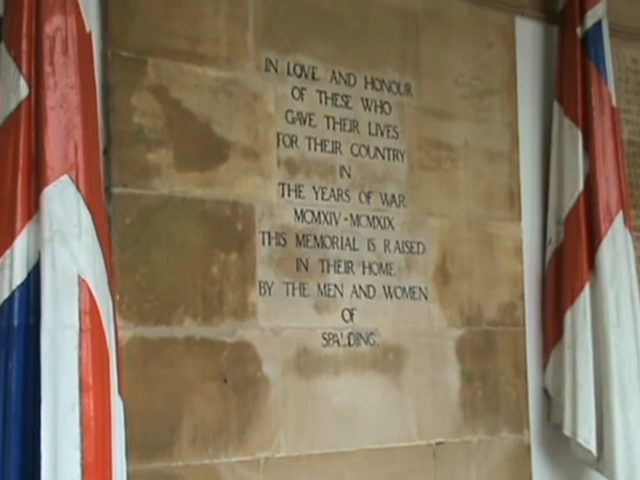 IN LOVE AND HONOUR
OF THESE WHO
GAVE THEIR LIVES
FOR THEIR COUNTRY
IN
THE YEARS OF WAR
MCMXIV-MCMXIX
THIS MEMORIAL IS RAISED
IN THEIR HOME
BY THE MEN AND WOMEN
OF
SPALDING.